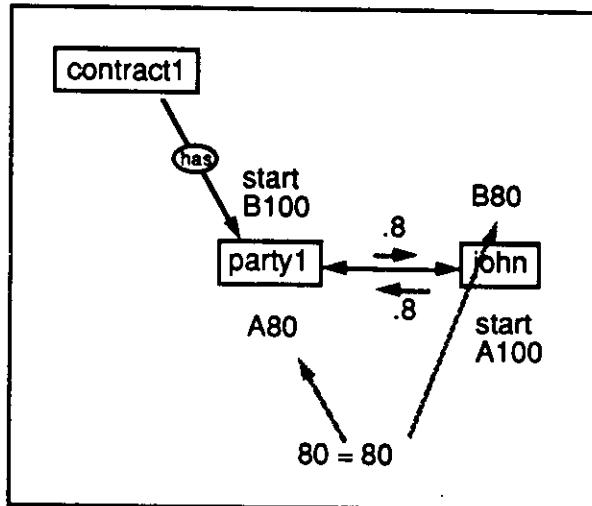 contract1
has
start
B100
B80
.8
party1
john
.8
A80
start
A100
80 = 80